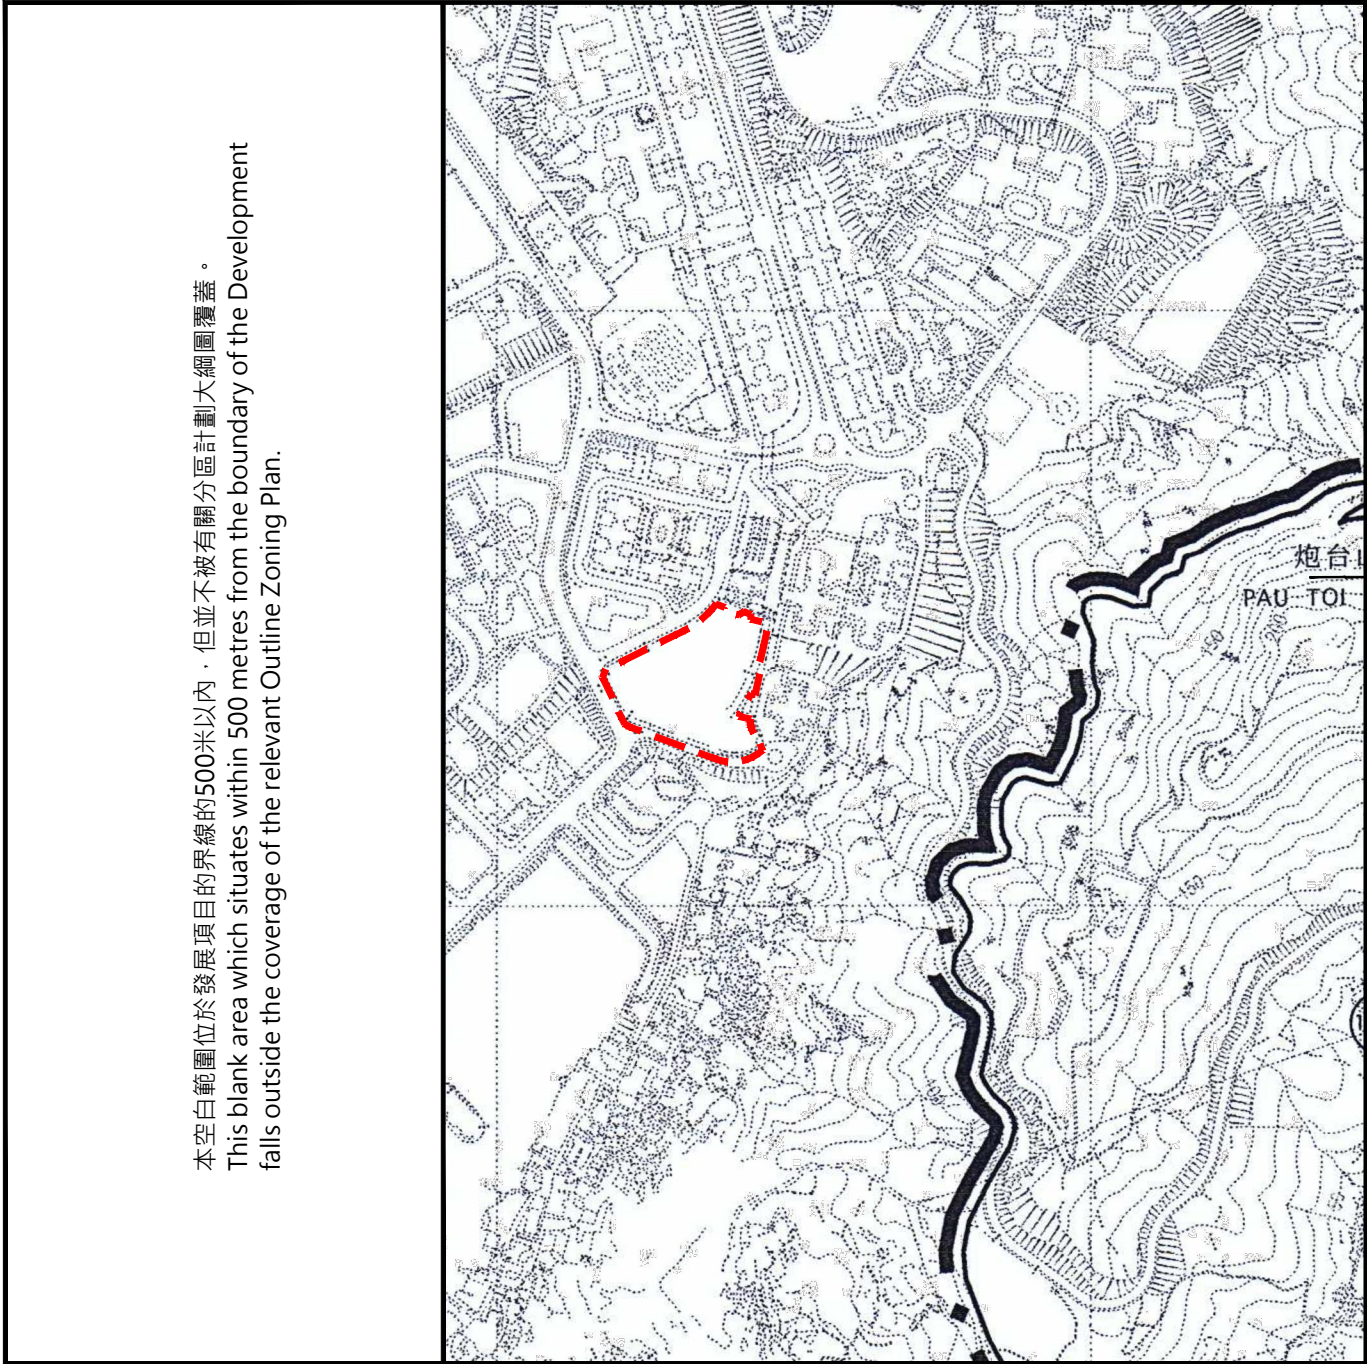 本空白範圍位於發展項目的界線的500米以內，但並不被有關分區計劃大綱圖覆蓋。
This blank area which situates within 500 metres from the boundary of the Development
falls outside the coverage of the relevant Outline Zoning Plan.
炮台
PAU TOI
250
150